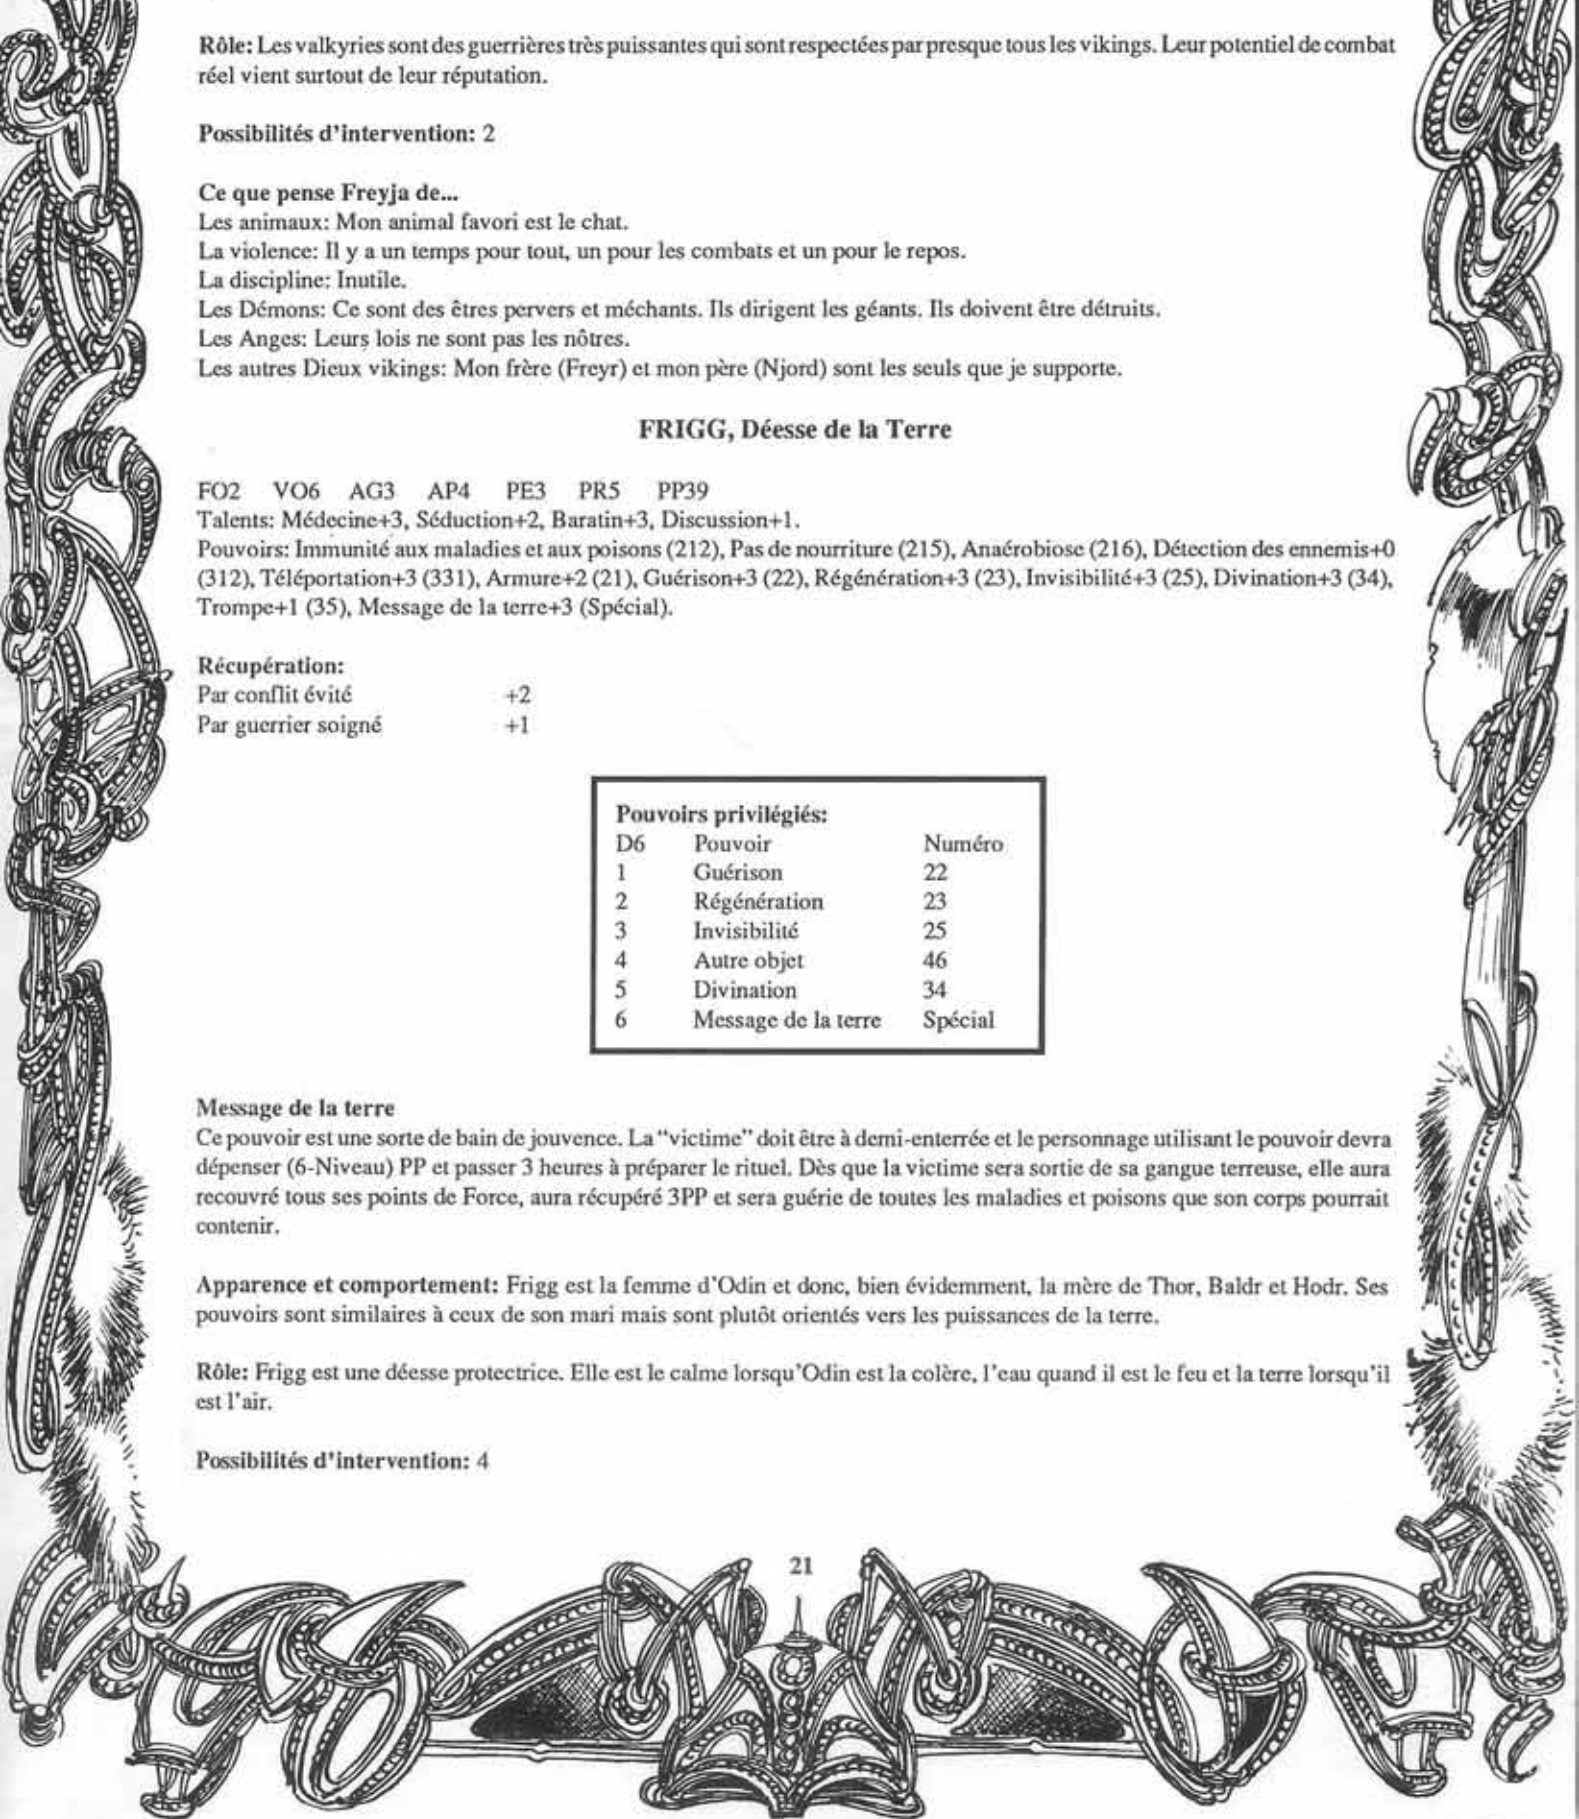 Rôle: Les valkyries sont des guerrières très puissantes qui sont respectées par presque tous les vikings. Leur potentiel de combat
réel vient surtout de leur réputation.
Possibilités d'intervention: 2
Ce que pense Freyja de...
Les animaux: Mon animal favori est le chat.
La violence: Il y a un temps pour tout, un pour les combats et un pour le repos.
La discipline: Inutile.
Les Démons: Ce sont des êtres pervers et méchants. Ils dirigent les géants. Ils doivent être détruits.
Les Anges: Leurs lois ne sont pas les nôtres.
Les autres Dieux vikings: Mon frère (Freyr) et mon père (Njord) sont les seuls que je supporte.
FRIGG, Déesse de la Terre
FO2 VO6 AG3 AP4 PE3 PR5 PP39
Talents: Médecine+3, Séduction+2, Baratin+3, Discussion+1.
Pouvoirs: Immunité aux maladies et aux poisons (212), Pas de nourriture (215), Anaérobiose (216), Détection des ennemis+0
(312), Téléportation+3 (331), Armure+2 (21), Guérison+3 (22), Régénération+3 (23), Invisibilité+3 (25), Divination+3 (34),
Trompe+1 (35), Message de la terre+3 (Spécial).
Récupération:
Par conflit évité +2
Par guerrier soigné +1
Pouvoirs privilégiés:
D6 Pouvoir Numéro
1 Guérison 22
2 Régénération 23
3 Invisibilité 25
4 Autre objet 46
5 Divination 34
6 Message de la terre Spécial
Message de la terre
Ce pouvoir est une sorte de bain de jouvence. La "victime" doit être à demi-enterrée et le personnage utilisant le pouvoir devra
dépenser (6-Niveau) PP et passer 3 heures à préparer le rituel. Dès que la victime sera sortie de sa gangue terreuse, elle aura
recouvré tous ses points de Force, aura récupéré 3PP et sera guérie de toutes les maladies et poisons que son corps pourrait
contenir.
Apparence et comportement: Frigg est la femme d'Odin et donc, bien évidemment, la mère de Thor, Baldr et Hodr. Ses
pouvoirs sont similaires à ceux de son mari mais sont plutôt orientés vers les puissances de la terre.
Rôle: Frigg est une déesse protectrice. Elle est le calme lorsqu'Odin est la colère, l'eau quand il est le feu et la terre lorsqu'il
est l'air.
Possibilités d'intervention: 4
21